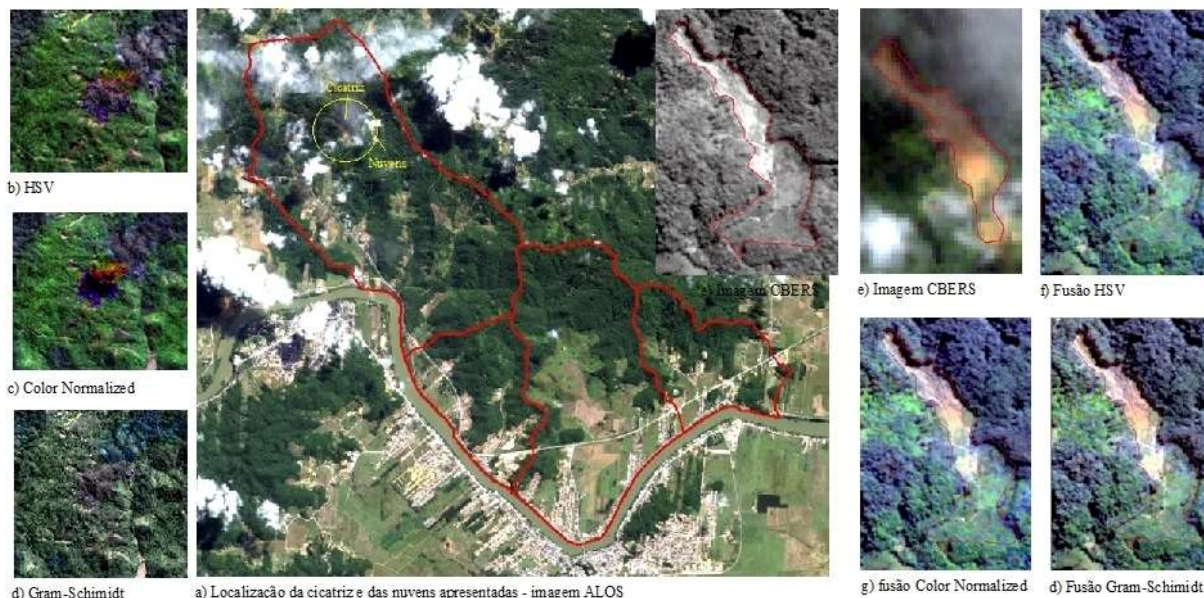 b) HSV
c) Color Normalized
d) Gram-Schimidt
Cicatriz
Nuvens
a) Localização da cicatriz e das nuvens apresentadas - imagem ALOS
Imagem CBERS
e) Imagem CBERS
f) Fusão HSV
g) fusão Color Normalized
d) Fusão Gram-Schimidt